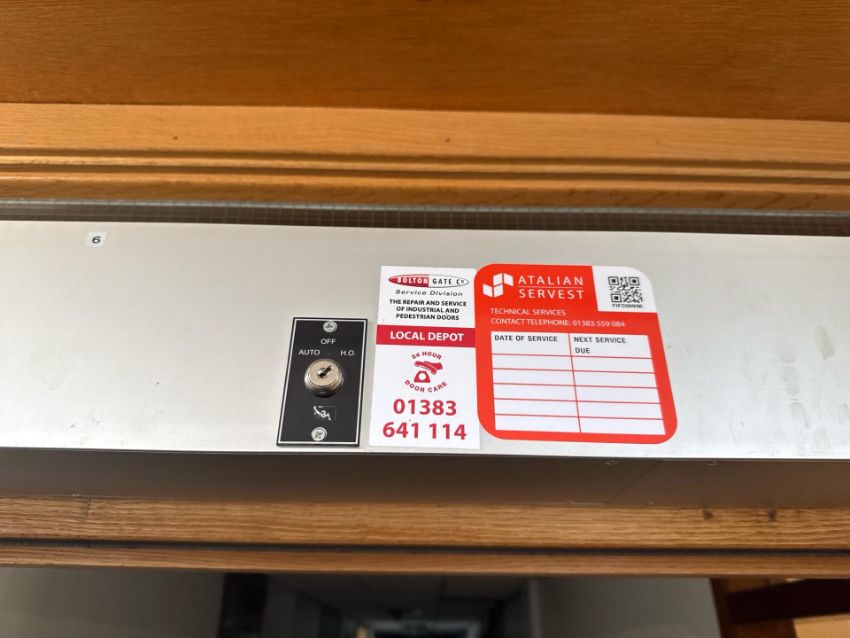 6
OFF
AUTO H.O.
BOLTON GATE Co
Service Division
THE REPAIR AND SERVICE
OF INDUSTRIAL AND
PEDESTRIAN DOORS
LOCAL DEPOT
24 HOUR
DOOR CARE
01383
641 114
ATALIAN
SERVEST
TECHNICAL SERVICES
CONTACT TELEPHONE: 01383 559 084
DATE OF SERVICE
NEXT SERVICE
DUE